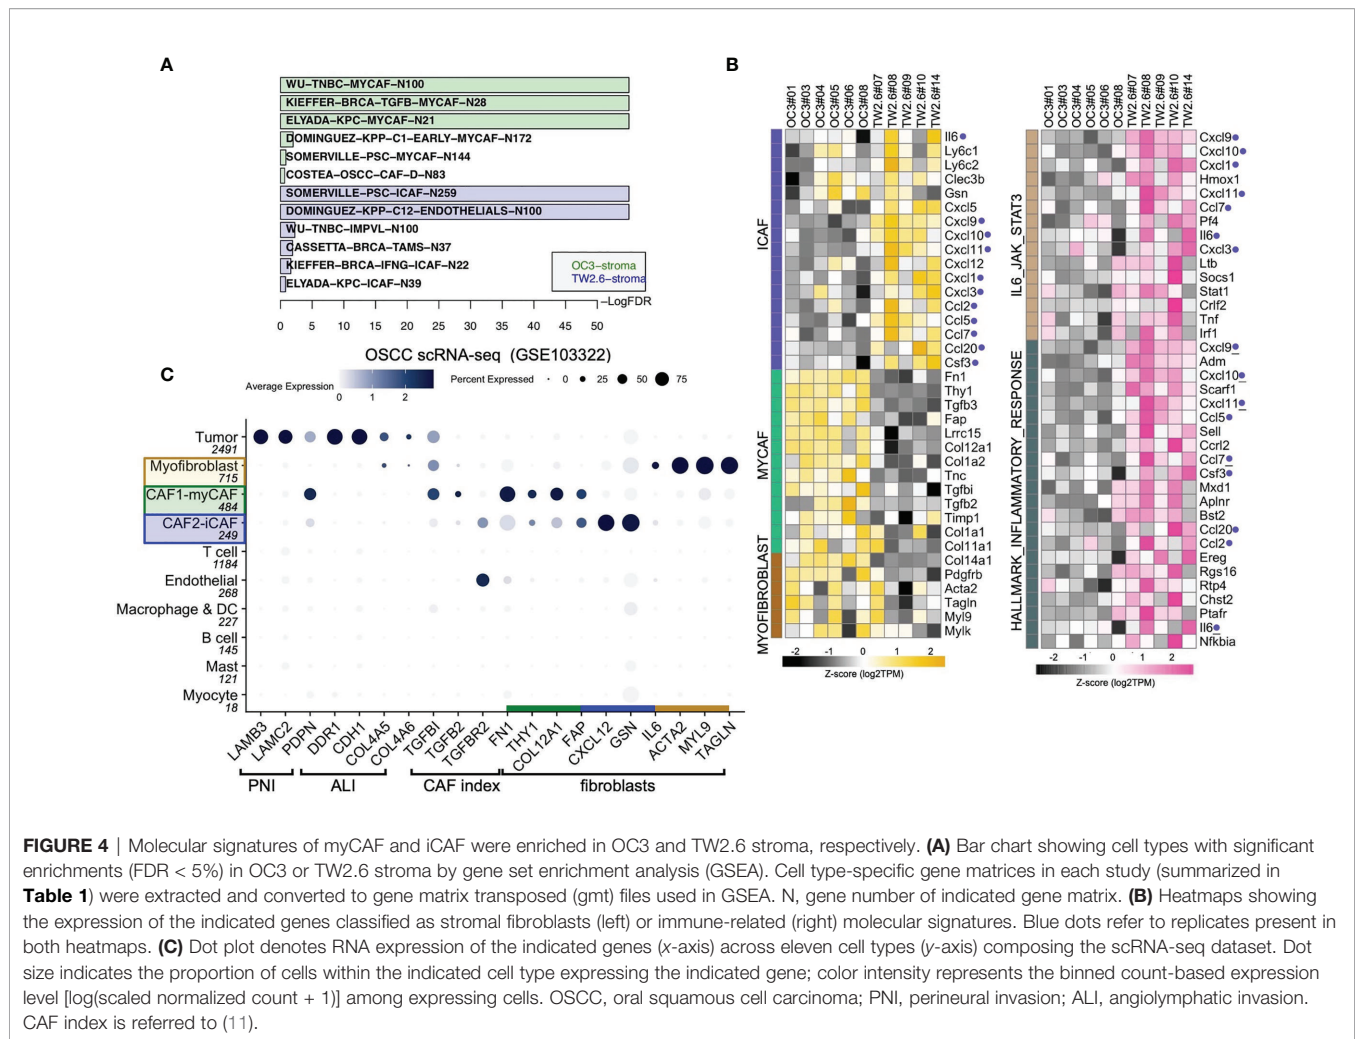 A
WU-TNBC-MYCAF-N100
KIEFFER-BRCA-TGFB-MYCAF-N28
ELYADA-KPC-MYCAF-N21
DOMINGUEZ-KPP-C1-EARLY-MYCAF-N172
SOMERVILLE-PSC-MYCAF-N144
COSTEA-OSCC-CAF-D-N83
SOMERVILLE-PSC-ICAF-N259
DOMINGUEZ-KPP-C12-ENDOTHELIALS-N100
WU-TNBC-IMPVL-N100
CASSETTA-BRCA-TAMS-N37
KIEFFER-BRCA-IFNG-ICAF-N22
ELYADA-KPC-ICAF-N39
OC3-stroma
TW2.6-stroma
-LogFDR
0 5 10 15 20 25 30 35 40 45 50
B
OC3#01 OC3#03 OC3#04 OC3#05 OC3#06 OC3#08 TW2.6#07 TW2.6#08 TW2.6#09 TW2.6#10 TW2.6#14
ICAF
MYCAF
MYOFIBROBLAST
Il6
Ly6c1
Ly6c2
Clec3b
Gsn
Cxcl5
Cxcl9
Cxcl10
Cxcl11
Cxcl12
Cxcl1
Cxcl3
Ccl2
Ccl5
Ccl7
Ccl20
Csf3
Fn1
Thy1
Tgfb3
Fap
Lrrc15
Col12a1
Col1a2
Tnc
Tgfbi
Tgfb2
Timp1
Col1a1
Col11a1
Col14a1
Pdgfrb
Acta2
Tagln
Myl9
Mylk
-2 -1 0 1 2
Z-score (log2TPM)
OC3#01 OC3#03 OC3#04 OC3#05 OC3#06 OC3#08 TW2.6#07 TW2.6#08 TW2.6#09 TW2.6#10 TW2.6#14
IL6_JAK_STAT3
HALLMARK_INFLAMMATORY_RESPONSE
Cxcl9
Cxcl10
Cxcl1
Hmox1
Cxcl11
Ccl7
Pf4
Il6
Cxcl3
Ltb
Socs1
Stat1
Crlf2
Tnf
Irf1
Cxcl9
Adm
Cxcl10
Scarf1
Cxcl11
Ccl5
Sell
Ccrl2
Ccl7
Csf3
Mxd1
Aplnr
Bst2
Ccl20
Ccl2
Ereg
Rgs16
Rtp4
Chst2
Ptafr
Il6
Nfkbia
-2 -1 0 1 2
Z-score (log2TPM)
OSCC scRNA-seq (GSE103322)
C
Average Expression
0 1 2
Percent Expressed
0 25 50 75
Tumor
2491
Myofibroblast
715
CAF1-myCAF
484
CAF2-iCAF
249
T cell
1184
Endothelial
268
Macrophage & DC
227
B cell
145
Mast
121
Myocyte
18
LAMB3 LAMC2 PDPN DDR1 CDH1 COL4A5 COL4A6 TGFBI TGFB2 TGFBR2 FN1 THY1 COL12A1 FAP CXCL12 GSN IL6 ACTA2 MYL9 TAGLN
PNI ALI CAF index fibroblasts
FIGURE 4 | Molecular signatures of myCAF and iCAF were enriched in OC3 and TW2.6 stroma, respectively. (A) Bar chart showing cell types with significant
enrichments (FDR < 5%) in OC3 or TW2.6 stroma by gene set enrichment analysis (GSEA). Cell type-specific gene matrices in each study (summarized in
Table 1) were extracted and converted to gene matrix transposed (gmt) files used in GSEA. N, gene number of indicated gene matrix. (B) Heatmaps showing
the expression of the indicated genes classified as stromal fibroblasts (left) or immune-related (right) molecular signatures. Blue dots refer to replicates present in
both heatmaps. (C) Dot plot denotes RNA expression of the indicated genes (x-axis) across eleven cell types (y-axis) composing the scRNA-seq dataset. Dot
size indicates the proportion of cells within the indicated cell type expressing the indicated gene; color intensity represents the binned count-based expression
level [log(scaled normalized count + 1)] among expressing cells. OSCC, oral squamous cell carcinoma; PNI, perineural invasion; ALI, angiolymphatic invasion.
CAF index is referred to (11).